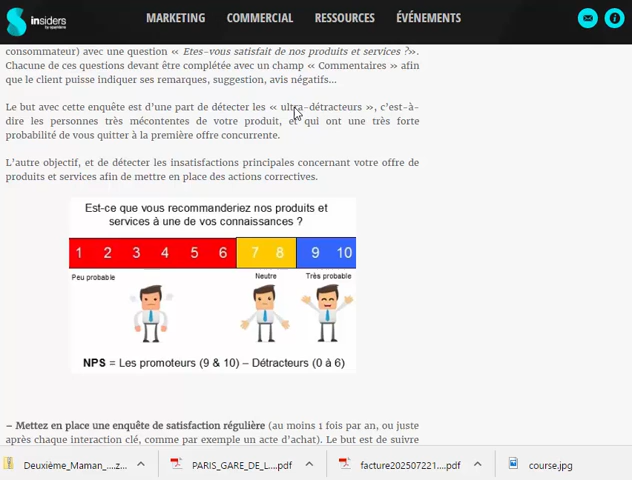 insiders
by sparklane
MARKETING COMMERCIAL RESSOURCES ÉVÉNEMENTS
consommateur) avec une question « Etes-vous satisfait de nos produits et services ?».
Chacune de ces questions devant être complétée avec un champ « Commentaires » afin
que le client puisse indiquer ses remarques, suggestion, avis négatifs…
Le but avec cette enquête est d’une part de détecter les « ultra-détracteurs », c’est-à-
dire les personnes très mécontentes de votre produit, et qui ont une très forte
probabilité de vous quitter à la première offre concurrente.
L’autre objectif, et de détecter les insatisfactions principales concernant votre offre de
produits et services afin de mettre en place des actions correctives.
Est-ce que vous recommanderiez nos produits et
services à une de vos connaissances ?
1 2 3 4 5 6 7 8 9 10
Peu probable Neutre Très probable
NPS = Les promoteurs (9 & 10) – Détracteurs (0 à 6)
– Mettez en place une enquête de satisfaction régulière (au moins 1 fois par an, ou juste
après chaque interaction clé, comme par exemple un acte d’achat). Le but est de suivre
Deuxième_Maman_....z... PARIS_GARE_DE_L....pdf facture202507221....pdf course.jpg